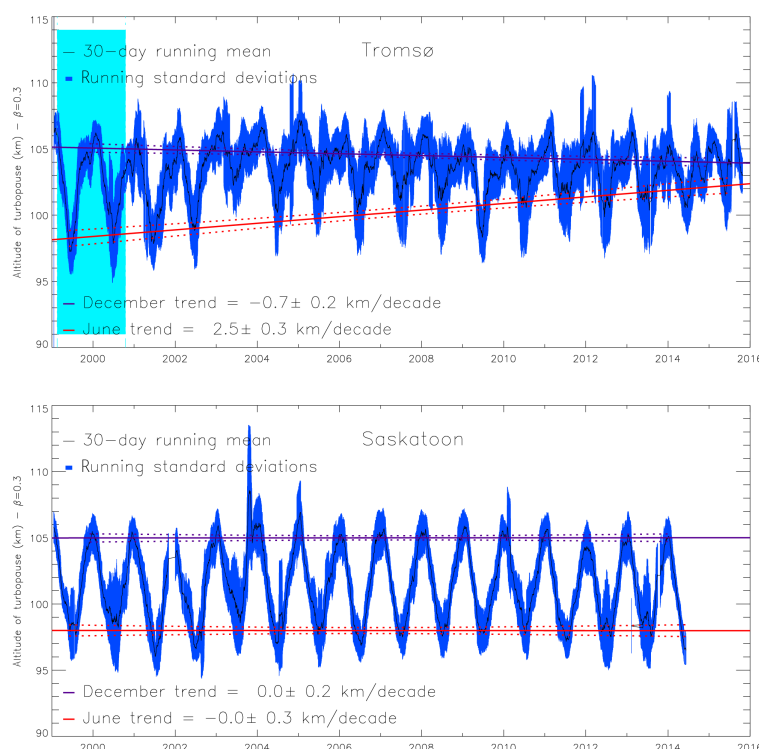 115
— 30−day running mean
Tromsø
Running standard deviations
110
105
100
95
90
Altitude of turbopause (km) − β=0.3
December trend = −0.7± 0.2 km/decade
June trend = 2.5± 0.3 km/decade
2000 2002 2004 2006 2008 2010 2012 2014 2016
115
— 30−day running mean
Saskatoon
Running standard deviations
110
105
100
95
90
Altitude of turbopause (km) − β=0.3
December trend = 0.0± 0.2 km/decade
June trend = −0.0± 0.3 km/decade
2000 2002 2004 2006 2008 2010 2012 2014 2016